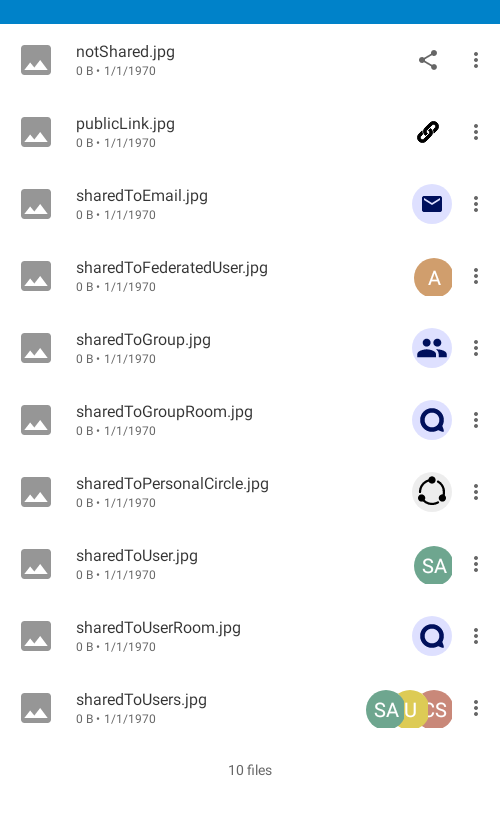 notShared.jpg
0 B • 1/1/1970
publicLink.jpg
0 B • 1/1/1970
sharedToEmail.jpg
0 B • 1/1/1970
sharedToFederatedUser.jpg
0 B • 1/1/1970
A
sharedToGroup.jpg
0 B • 1/1/1970
sharedToGroupRoom.jpg
0 B • 1/1/1970
sharedToPersonalCircle.jpg
0 B • 1/1/1970
sharedToUser.jpg
0 B • 1/1/1970
SA
sharedToUserRoom.jpg
0 B • 1/1/1970
sharedToUsers.jpg
0 B • 1/1/1970
SA U CS
10 files